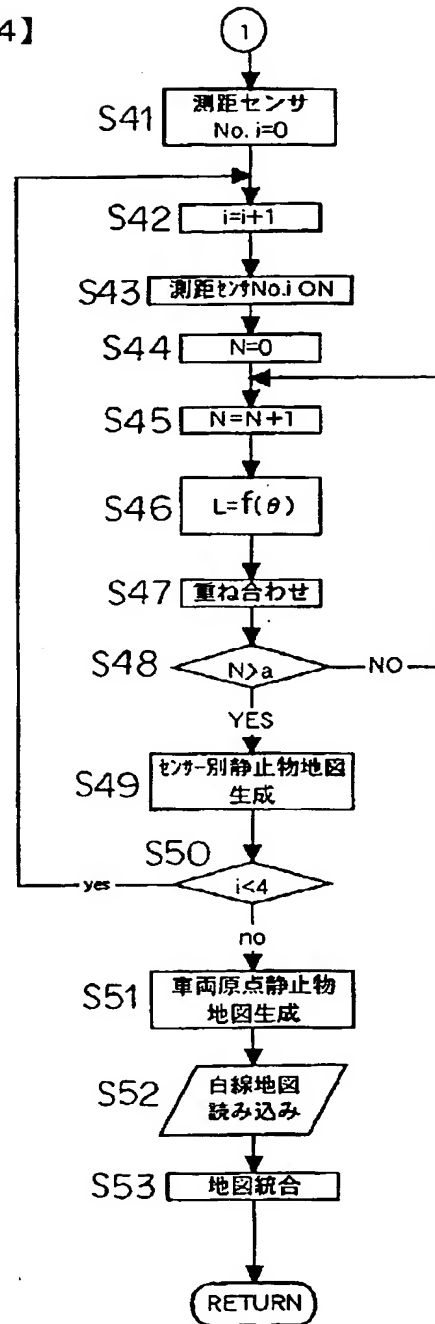 4】
1
S41
測距センサ
No. i=0
S42
i=i+1
S43
測距センサNo.i ON
S44
N=0
S45
N=N+1
S46
L=f(θ)
S47
重ね合わせ
S48
N>a
NO
YES
S49
センサー別静止物地図
生成
S50
yes
i<4
no
S51
車両原点静止物
地図生成
S52
白線地図
読み込み
S53
地図統合
RETURN